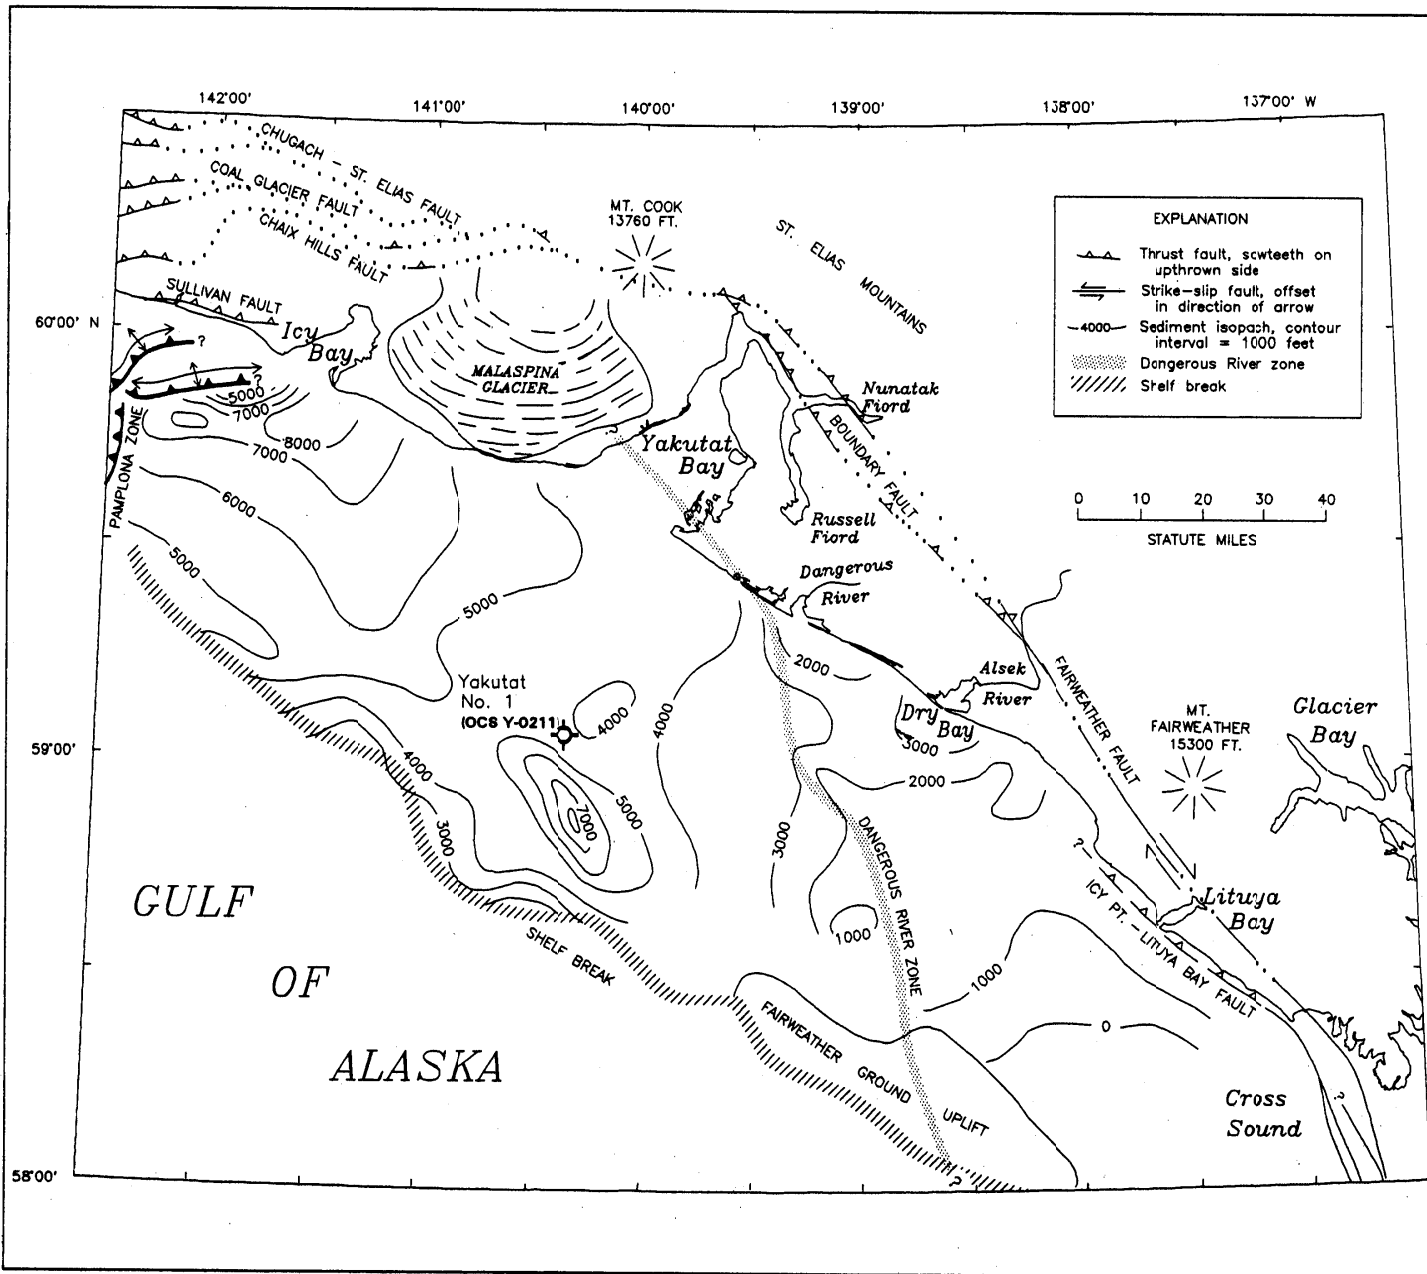 142°00'
141°00'
140°00'
139°00'
138°00'
137°00' W
60°00' N
59°00'
58°00'
CHUGACH - ST. ELIAS FAULT
COAL GLACIER FAULT
CHAIX HILLS FAULT
SULLIVAN FAULT
Icy
Bay
MT. COOK
13760 FT.
ST. ELIAS MOUNTAINS
MALASPINA
GLACIER
EXPLANATION
Thrust fault, sawteeth on
upthrown side
Strike-slip fault, offset
in direction of arrow
-4000- Sediment isopach, contour
interval = 1000 feet
Dangerous River zone
Shelf break
0 10 20 30 40
STATUTE MILES
?
?
5000
7000
8000
7000
PAMPLONA ZONE
6000
5000
5000
?
Yakutat
Bay
Nunatak
Fiord
BOUNDARY FAULT
Russell
Fiord
Dangerous
River
2000
Alsek
River
Dry
Bay
3000
2000
FAIRWEATHER FAULT
MT.
FAIRWEATHER
15300 FT.
Glacier
Bay
Yakutat
No. 1
(OCS Y-0211)
4000
4000
4000
5000
7000
3000
3000
DANGEROUS RIVER ZONE
1000
1000
?
ICY PT. - LITUYA BAY FAULT
Lituya
Bay
SHELF BREAK
FAIRWEATHER GROUND UPLIFT
0
?
?
Cross
Sound
GULF
OF
ALASKA